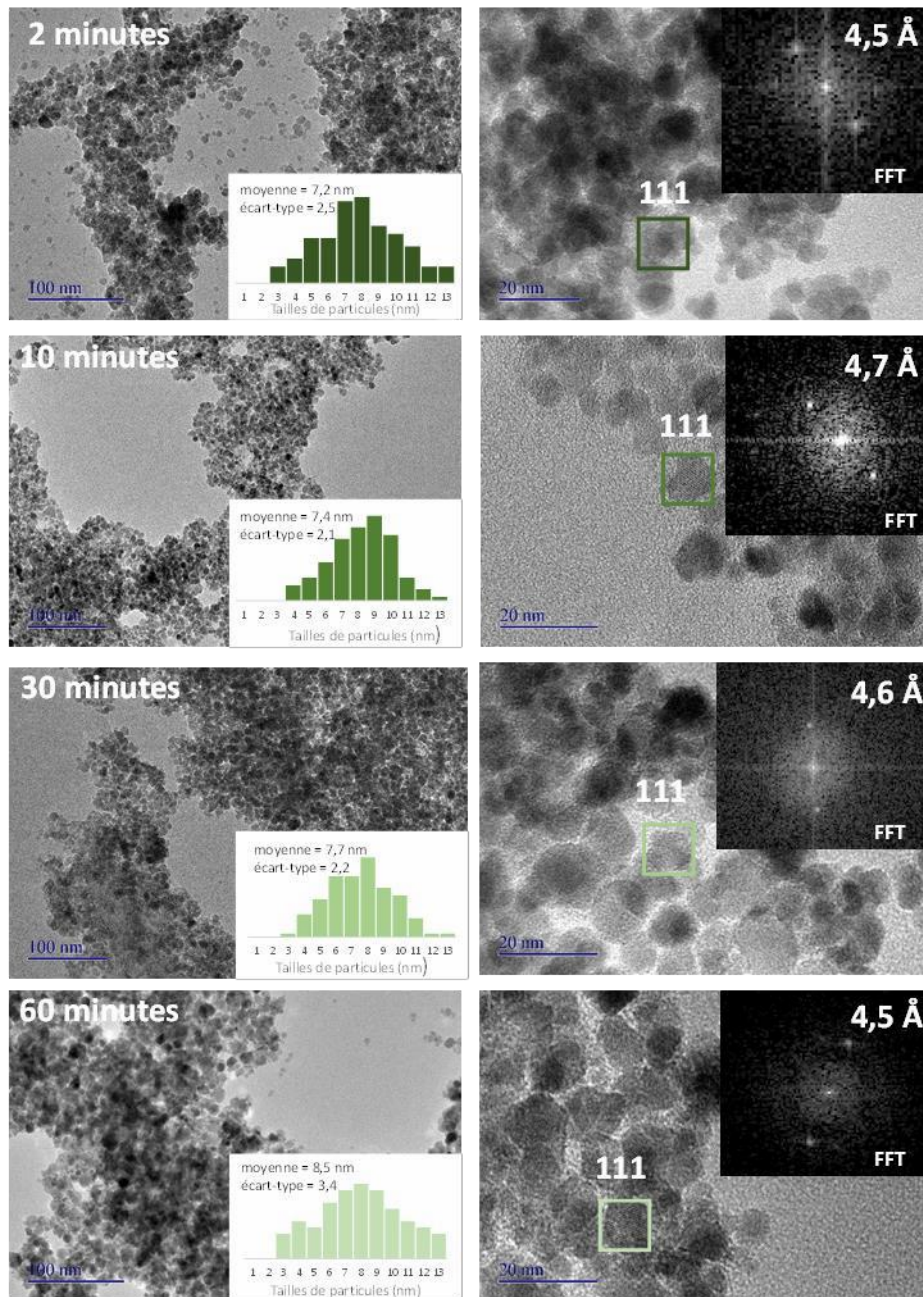 2 minutes
moyenne = 7,2 nm
écart-type = 2,5
1 2 3 4 5 6 7 8 9 10 11 12 13
Tailles de particules (nm)
100 nm
4,5 Å
FFT
111
20 nm
10 minutes
moyenne = 7,4 nm
écart-type = 2,1
1 2 3 4 5 6 7 8 9 10 11 12 13
Tailles de particules (nm)
100 nm
4,7 Å
FFT
111
20 nm
30 minutes
moyenne = 7,7 nm
écart-type = 2,2
1 2 3 4 5 6 7 8 9 10 11 12 13
Tailles de particules (nm)
100 nm
4,6 Å
FFT
111
20 nm
60 minutes
moyenne = 8,5 nm
écart-type = 3,4
1 2 3 4 5 6 7 8 9 10 11 12 13
Tailles de particules (nm)
100 nm
4,5 Å
FFT
111
20 nm